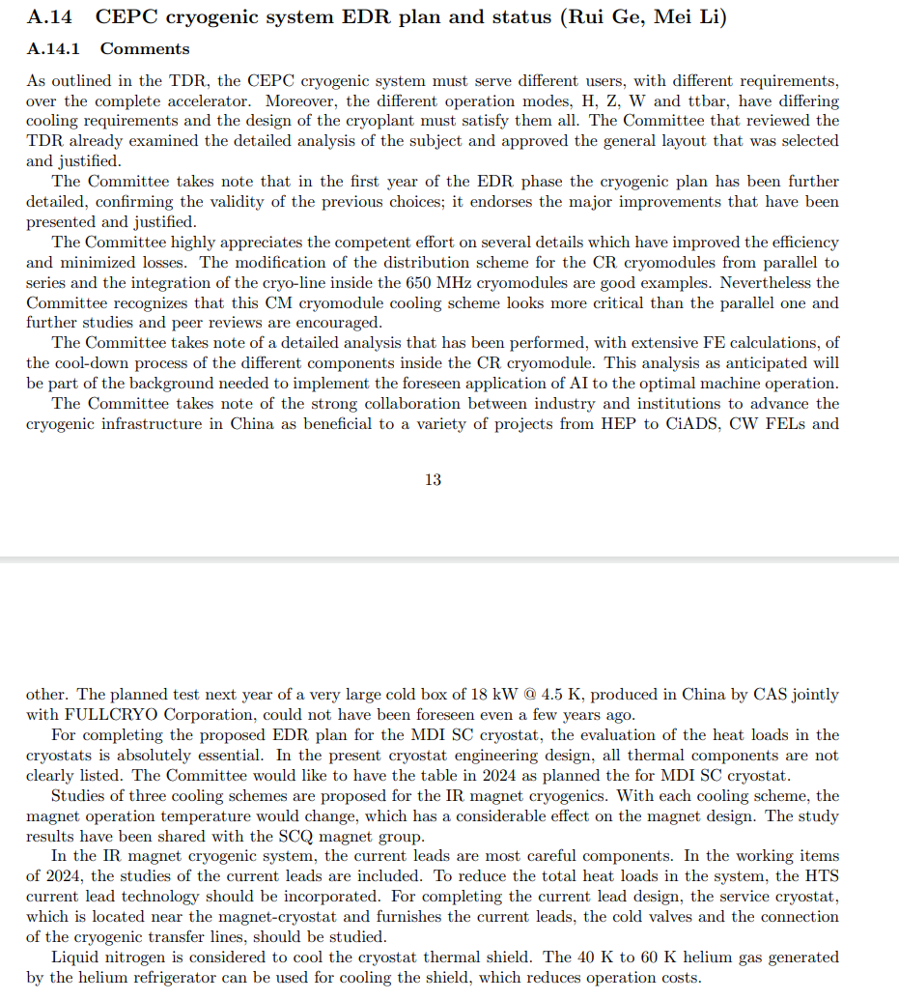 A.14 CEPC cryogenic system EDR plan and status (Rui Ge, Mei Li)
A.14.1 Comments
As outlined in the TDR, the CEPC cryogenic system must serve different users, with different requirements,
over the complete accelerator. Moreover, the different operation modes, H, Z, W and ttbar, have differing
cooling requirements and the design of the cryoplant must satisfy them all. The Committee that reviewed the
TDR already examined the detailed analysis of the subject and approved the general layout that was selected
and justified.
The Committee takes note that in the first year of the EDR phase the cryogenic plan has been further
detailed, confirming the validity of the previous choices; it endorses the major improvements that have been
presented and justified.
The Committee highly appreciates the competent effort on several details which have improved the efficiency
and minimized losses. The modification of the distribution scheme for the CR cryomodules from parallel to
series and the integration of the cryo-line inside the 650 MHz cryomodules are good examples. Nevertheless the
Committee recognizes that this CM cryomodule cooling scheme looks more critical than the parallel one and
further studies and peer reviews are encouraged.
The Committee takes note of a detailed analysis that has been performed, with extensive FE calculations, of
the cool-down process of the different components inside the CR cryomodule. This analysis as anticipated will
be part of the background needed to implement the foreseen application of AI to the optimal machine operation.
The Committee takes note of the strong collaboration between industry and institutions to advance the
cryogenic infrastructure in China as beneficial to a variety of projects from HEP to CiADS, CW FELs and
13
other. The planned test next year of a very large cold box of 18 kW @ 4.5 K, produced in China by CAS jointly
with FULLCRYO Corporation, could not have been foreseen even a few years ago.
For completing the proposed EDR plan for the MDI SC cryostat, the evaluation of the heat loads in the
cryostats is absolutely essential. In the present cryostat engineering design, all thermal components are not
clearly listed. The Committee would like to have the table in 2024 as planned the for MDI SC cryostat.
Studies of three cooling schemes are proposed for the IR magnet cryogenics. With each cooling scheme, the
magnet operation temperature would change, which has a considerable effect on the magnet design. The study
results have been shared with the SCQ magnet group.
In the IR magnet cryogenic system, the current leads are most careful components. In the working items
of 2024, the studies of the current leads are included. To reduce the total heat loads in the system, the HTS
current lead technology should be incorporated. For completing the current lead design, the service cryostat,
which is located near the magnet-cryostat and furnishes the current leads, the cold valves and the connection
of the cryogenic transfer lines, should be studied.
Liquid nitrogen is considered to cool the cryostat thermal shield. The 40 K to 60 K helium gas generated
by the helium refrigerator can be used for cooling the shield, which reduces operation costs.